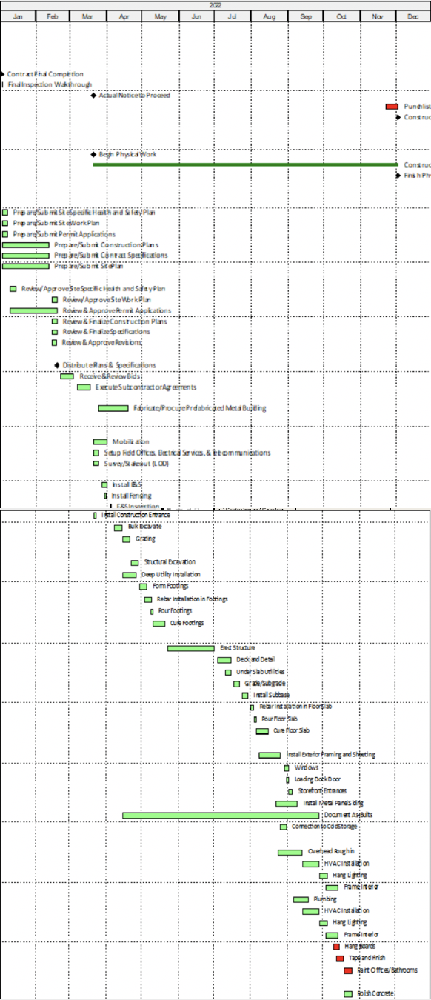 2022
Jan Feb Mar Apr May Jun Jul Aug Sep Oct Nov Dec
Contract Final Completion
Final Inspection Walkthrough
Actual Notice to Proceed
Punchlist
Construc
Begin Physical Work
Construc
Finish Ph
Prepare/Submit Site Specific Health and Safety Plan
Prepare/Submit Site Work Plan
Prepare/Submit Permit Applications
Prepare/Submit Construction Plans
Prepare/Submit Contract Specifications
Prepare/Submit Site Plan
Review/Approve Site Specific Health and Safety Plan
Review/Approve Site Work Plan
Review & Approve Permit Applications
Review & Finalize Construction Plans
Review & Finalize Specifications
Review & Approve Revisions
Distribute Plans & Specifications
Receive & Review Bids
Execute Subcontractor Agreements
Fabricate/Procure Prefabricated Metal Building
Mobilization
Setup Field Offices, Electrical Services, & Telecommunications
Survey/Stakeout (LOD)
Install E&S
Install Fencing
E&S Inspection
Install Construction Entrance
Bulk Excavate
Grading
Structural Excavation
Deep Utility Installation
Form Footings
Rebar Installation in Footings
Pour Footings
Cure Footings
Erect Structure
Deck and Detail
Under Slab Utilities
Grade/Subgrade
Install Subbase
Rebar Installation in Floor Slab
Pour Floor Slab
Cure Floor Slab
Install Exterior Framing and Sheeting
Windows
Loading Dock Door
Storefront Entrances
Install Metal Panel Siding
Document As-Builts
Connection to Cold Storage
Overhead Rough in
HVAC Installation
Hang Lighting
Frame Interior
Plumbing
HVAC Installation
Hang Lighting
Frame Interior
Hang Boards
Tape and Finish
Paint Offices/Bathrooms
Polish Concrete